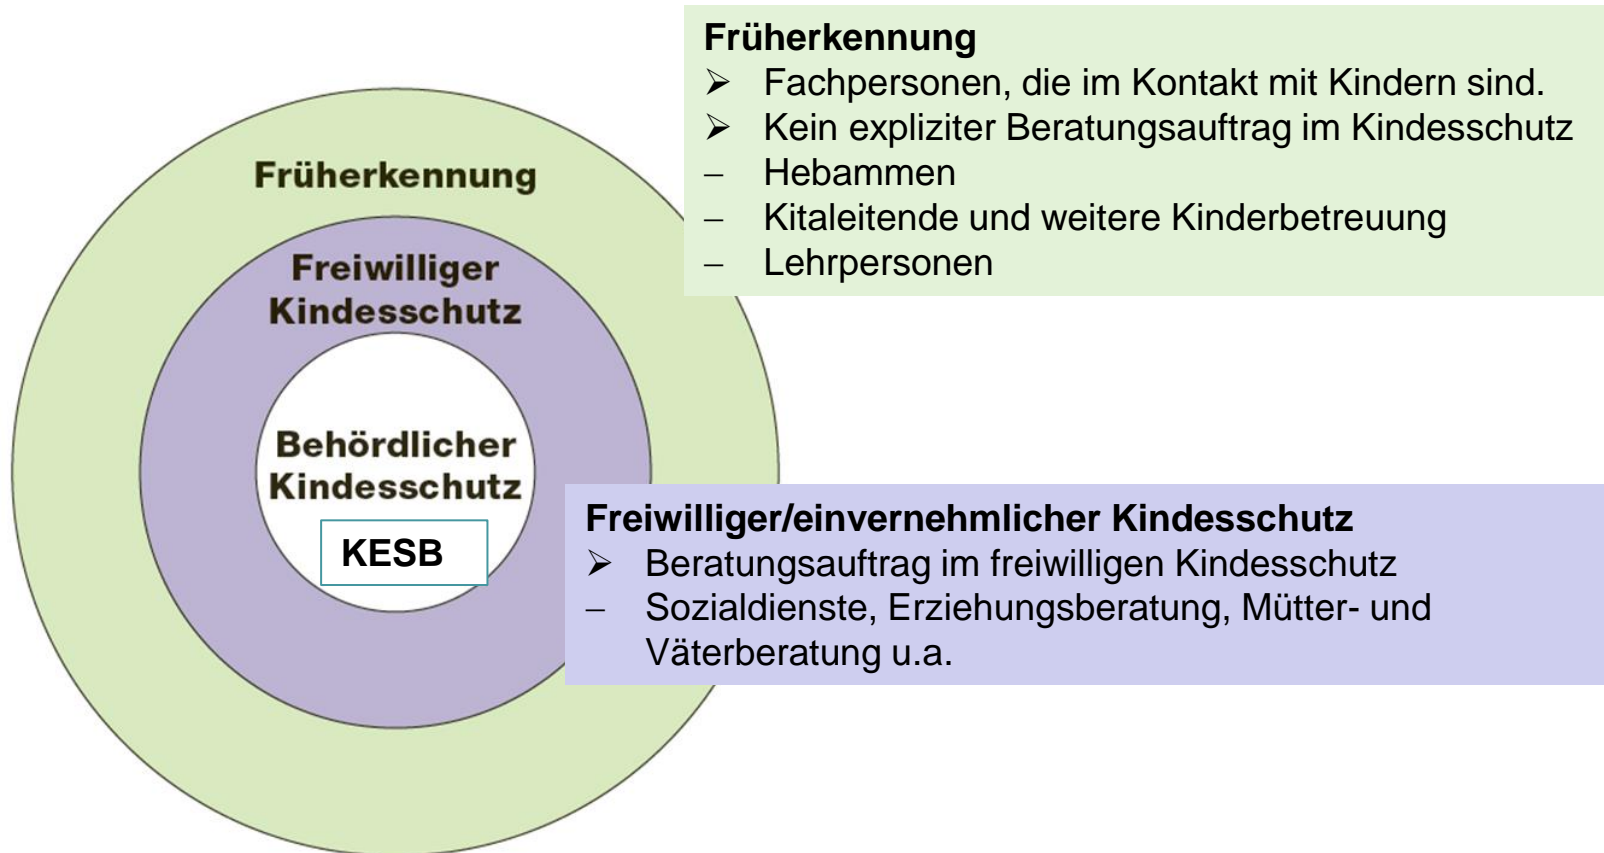 Früherkennung
➢ Fachpersonen, die im Kontakt mit Kindern sind.
➢ Kein expliziter Beratungsauftrag im Kindesschutz
– Hebammen
– Kitaleitende und weitere Kinderbetreuung
– Lehrpersonen
Früherkennung
Freiwilliger
Kindesschutz
Behördlicher
Kindesschutz
KESB
Freiwilliger/einvernehmlicher Kindesschutz
➢ Beratungsauftrag im freiwilligen Kindesschutz
– Sozialdienste, Erziehungsberatung, Mütter- und
Väterberatung u.a.